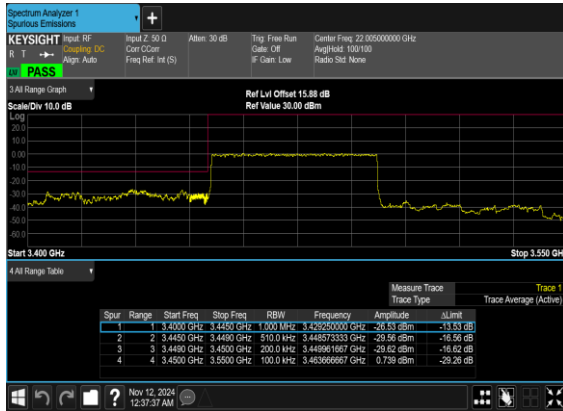 Spectrum Analyzer 1
Spurious Emissions
+
KEYSIGHT Input: RF Input Z: 50 Ω Atten: 30 dB Trig: Free Run Center Freq: 22.005000000 GHz
R T Coupling: DC Corr CCorr Gate: Off Avg|Hold: 100/100
Align: Auto Freq Ref: Int (S) IF Gain: Low Radio Std: None
LV PASS
3 All Range Graph
Ref Lvl Offset 15.88 dB
Scale/Div 10.0 dB Ref Value 30.00 dBm
Log
20.0
10.0
0.00
-10.0
-20.0
-30.0
-40.0
-50.0
-60.0
Start 3.400 GHz Stop 3.550 GH
4 All Range Table
Measure Trace Trace 1
Trace Type Trace Average (Active)
Spur Range Start Freq Stop Freq RBW Frequency Amplitude ΔLimit
1 1 3.4000 GHz 3.4450 GHz 1.000 MHz 3.429250000 GHz -26.53 dBm -13.53 dB
2 2 3.4450 GHz 3.4490 GHz 510.0 kHz 3.448573333 GHz -29.56 dBm -16.56 dB
3 3 3.4490 GHz 3.4500 GHz 200.0 kHz 3.449961667 GHz -29.62 dBm -16.62 dB
4 4 3.4500 GHz 3.5500 GHz 100.0 kHz 3.463666667 GHz 0.739 dBm -29.26 dB
?
Nov 12, 2024
12:37:37 AM